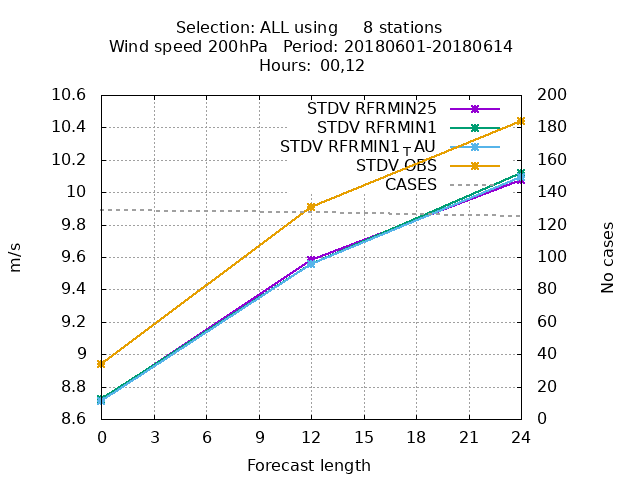 Selection: ALL using     8 stations
Wind speed 200hPa   Period: 20180601-20180614
Hours: 00,12
10.6
10.4
10.2
10
9.8
9.6
9.4
9.2
9
8.8
8.6
m/s
STDV RFRMIN25
STDV RFRMIN1
STDV RFRMIN1_TAU
STDV OBS
CASES
200
180
160
140
120
100
80
60
40
20
0
No cases
0 3 6 9 12 15 18 21 24
Forecast length